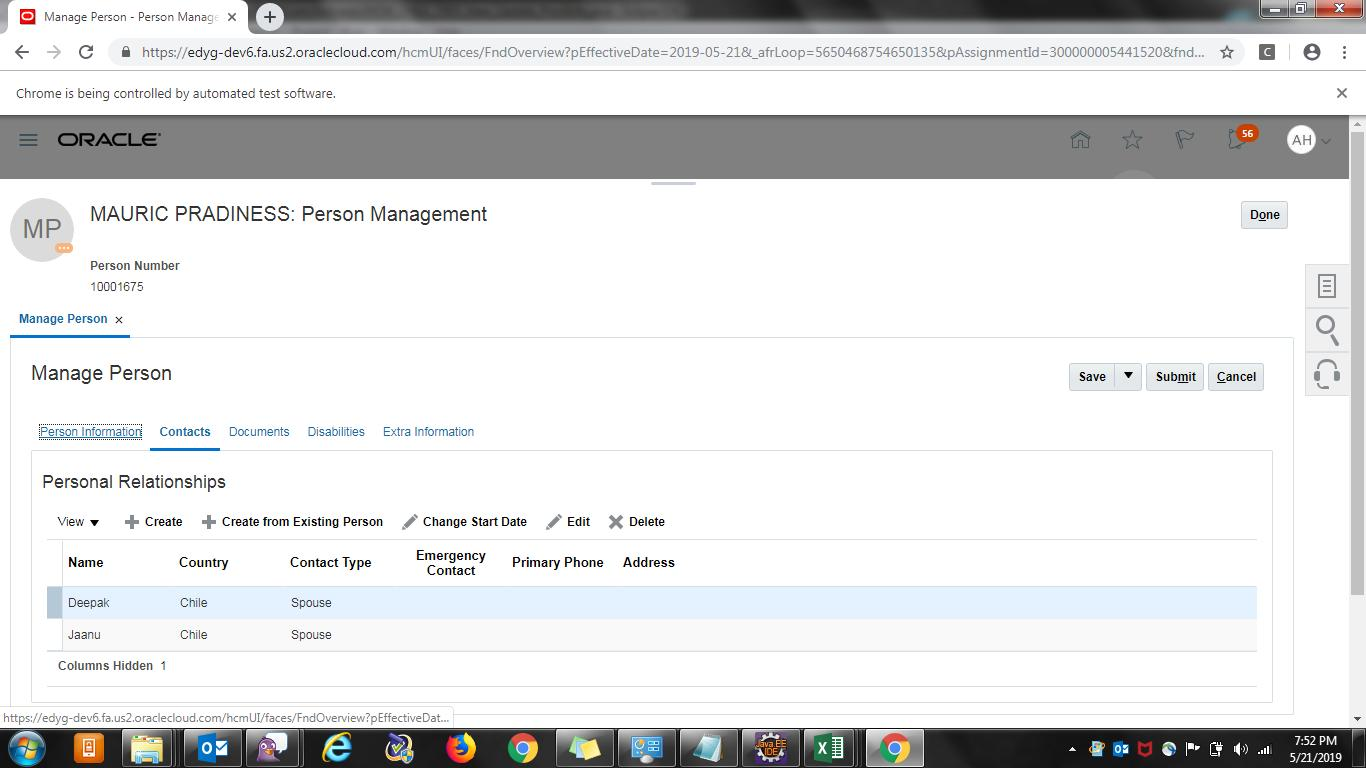 Manage Person - Person Manage
https://edyg-dev6.fa.us2.oraclecloud.com/hcmUI/faces/FndOverview?pEffectiveDate=2019-05-21&_afrLoop=5650468754650135&pAssignmentId=300000005441520&fnd...
C
Chrome is being controlled by automated test software.
ORACLE
56
AH
MP
MAURIC PRADINESS: Person Management
Done
Person Number
10001675
Manage Person
Manage Person
Save
Submit
Cancel
Person Information Contacts Documents Disabilities Extra Information
Personal Relationships
View Create Create from Existing Person Change Start Date Edit Delete
Name Country Contact Type Emergency Contact Primary Phone Address
Deepak Chile Spouse
Jaanu Chile Spouse
Columns Hidden 1
https://edyg-dev6.fa.us2.oraclecloud.com/hcmUI/faces/FndOverview?pEffectiveDat...
Java EE
IDE
7:52 PM
5/21/2019